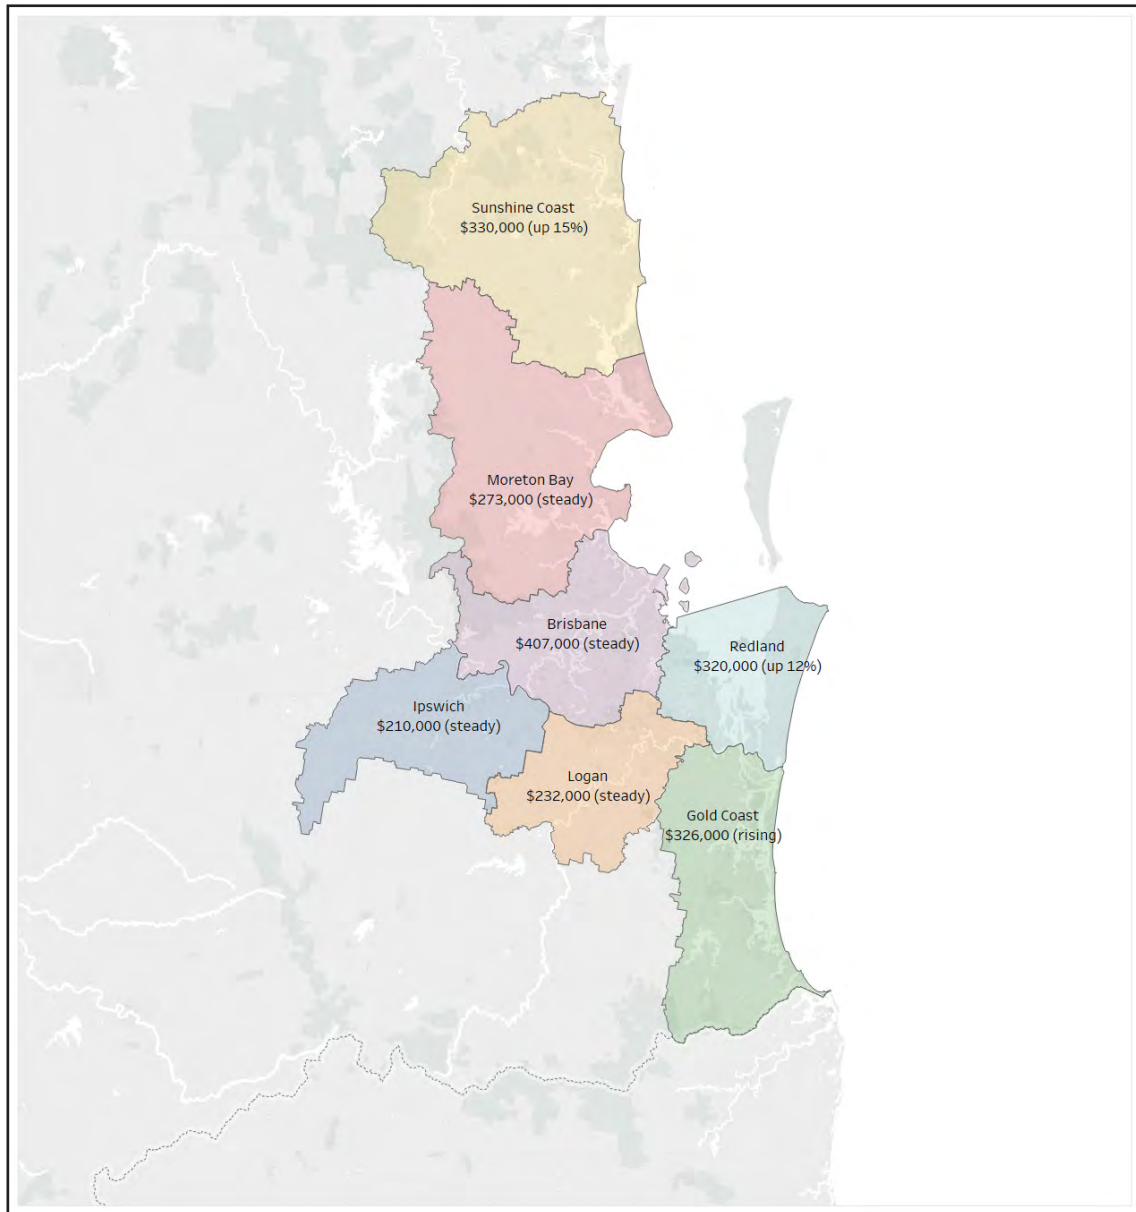 Sunshine Coast
$330,000 (up 15%)
Moreton Bay
$273,000 (steady)
Brisbane
$407,000 (steady)
Redland
$320,000 (up 12%)
Ipswich
$210,000 (steady)
Logan
$232,000 (steady)
Gold Coast
$326,000 (rising)